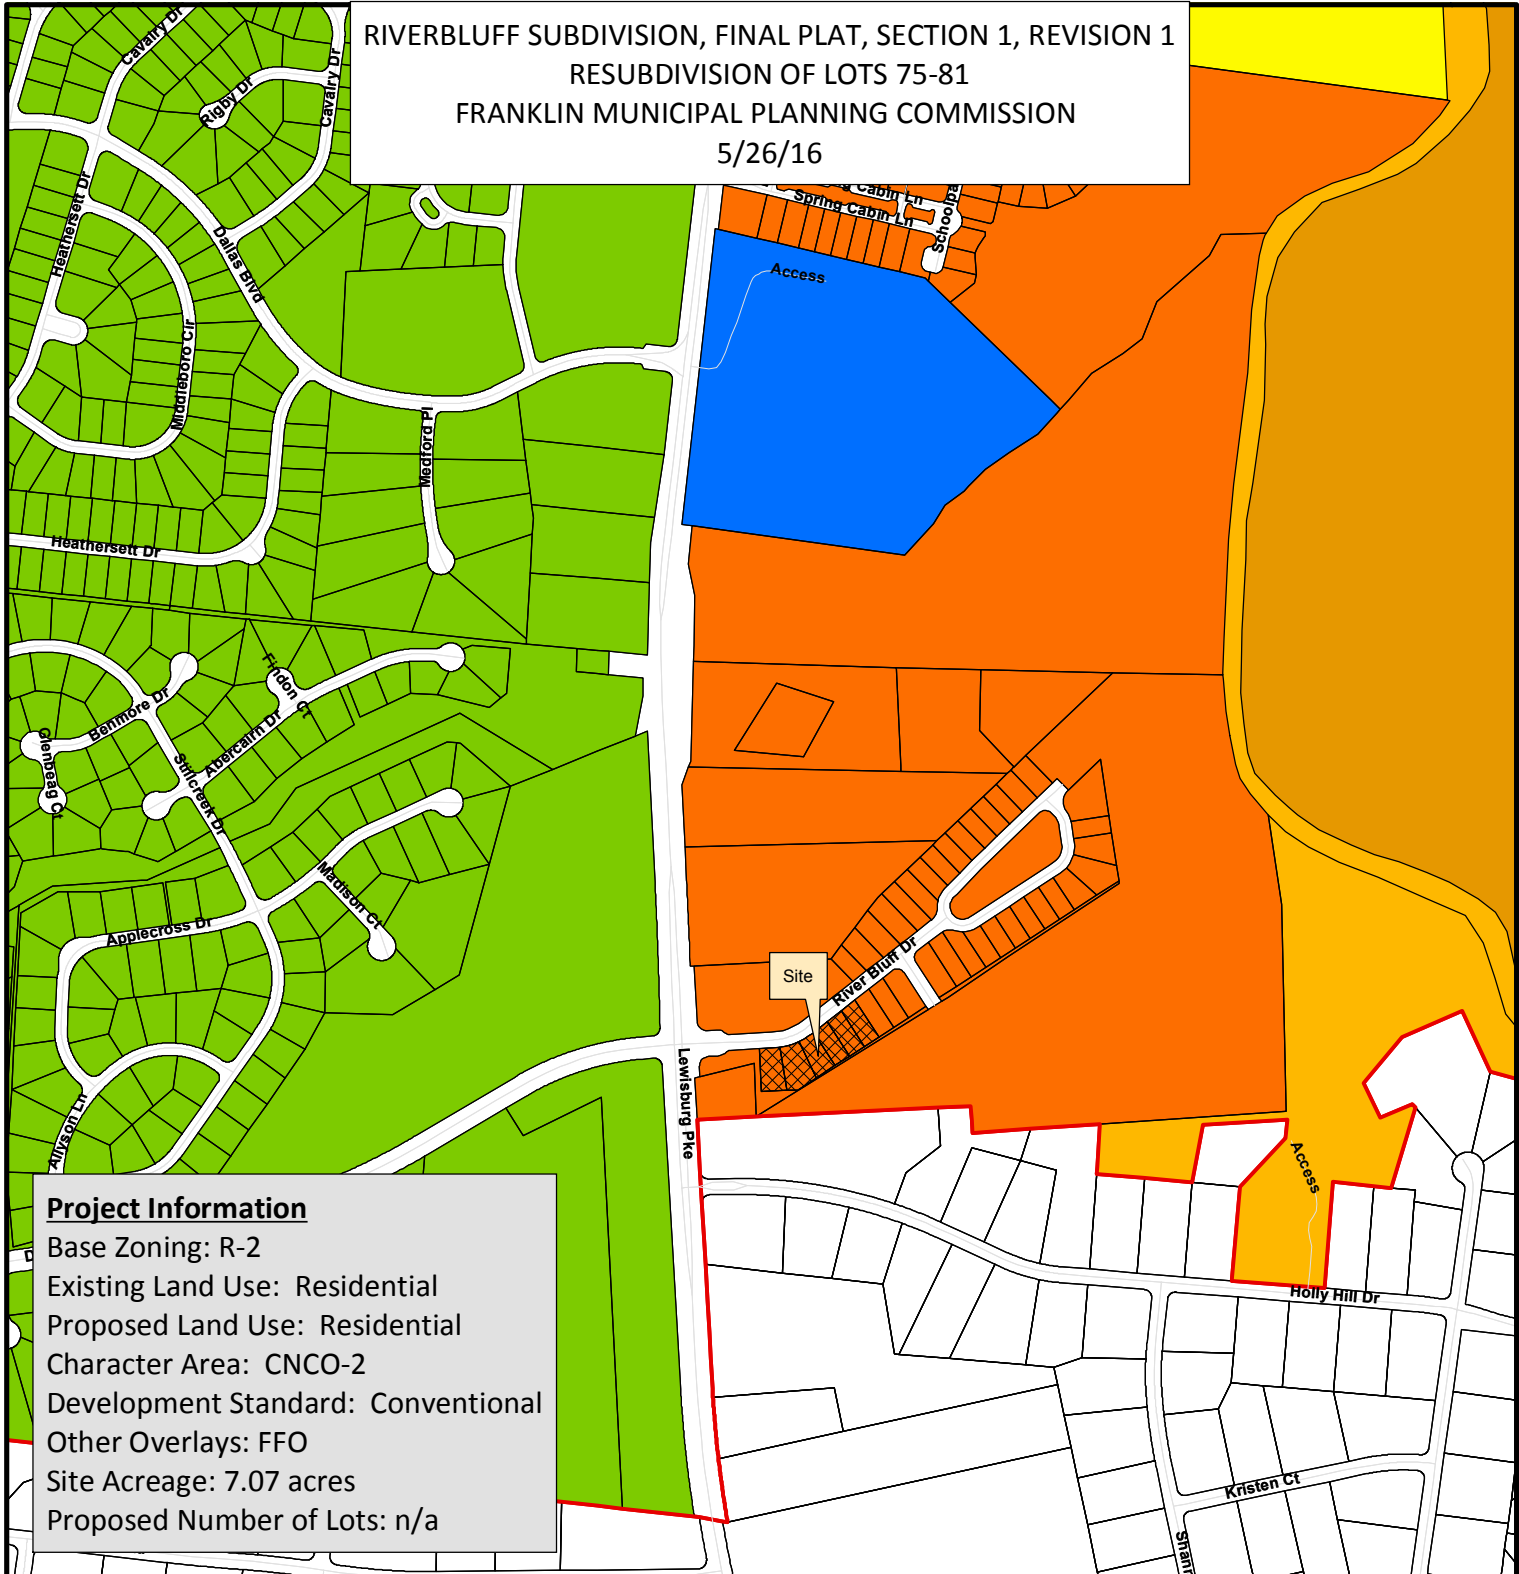 RIVERBLUFF SUBDIVISION, FINAL PLAT, SECTION 1, REVISION 1
RESUBDIVISION OF LOTS 75-81
FRANKLIN MUNICIPAL PLANNING COMMISSION
5/26/16
Cavalry Dr
Rigby Dr
Cavalry Dr
Heathersett Dr
Dallas Blvd
Middleboro Cir
Medford Pl
Heathersett Dr
Cabin Ln
Spring Cabin Ln
Access
Findon Ct
Benmore Dr
Abercairn Dr
Glenbeag Ct
Stillcreek Dr
Madison Ct
Applecross Dr
Allyson Ln
Site
River Bluff Dr
Lewisburg Pke
Access
Holly Hill Dr
Kristen Ct
Project Information
Base Zoning: R-2
Existing Land Use: Residential
Proposed Land Use: Residential
Character Area: CNCO-2
Development Standard: Conventional
Other Overlays: FFO
Site Acreage: 7.07 acres
Proposed Number of Lots: n/a